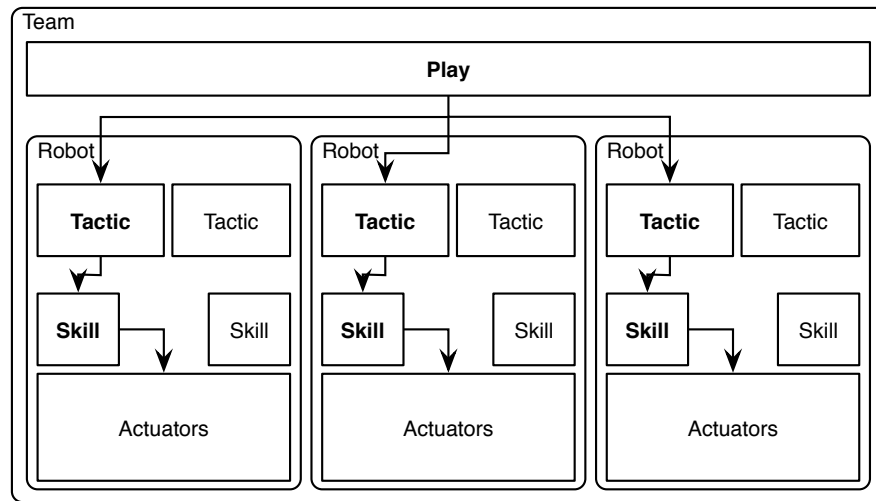 Team
Play
Robot
Tactic Tactic
Skill Skill
Actuators
Robot
Tactic Tactic
Skill Skill
Actuators
Robot
Tactic Tactic
Skill Skill
Actuators